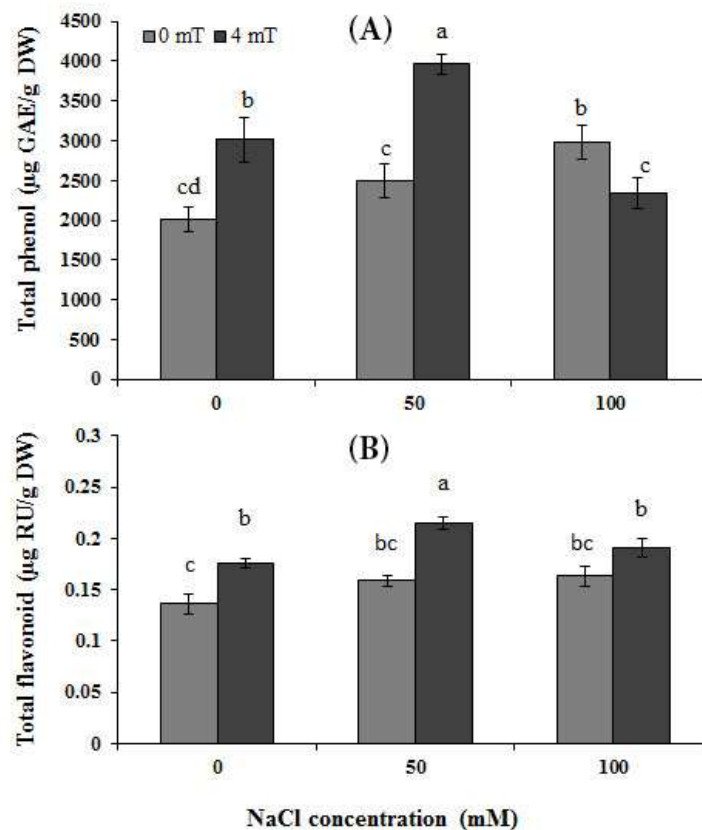 (A)
0 mT 4 mT
Total phenol (µg GAE/g DW)
4500
4000
3500
3000
2500
2000
1500
1000
500
0
cd
b
c
a
b
c
0 50 100
(B)
Total flavonoid (µg RU/g DW)
0.3
0.25
0.2
0.15
0.1
0.05
0
c
b
bc
a
bc
b
0 50 100
NaCl concentration (mM)